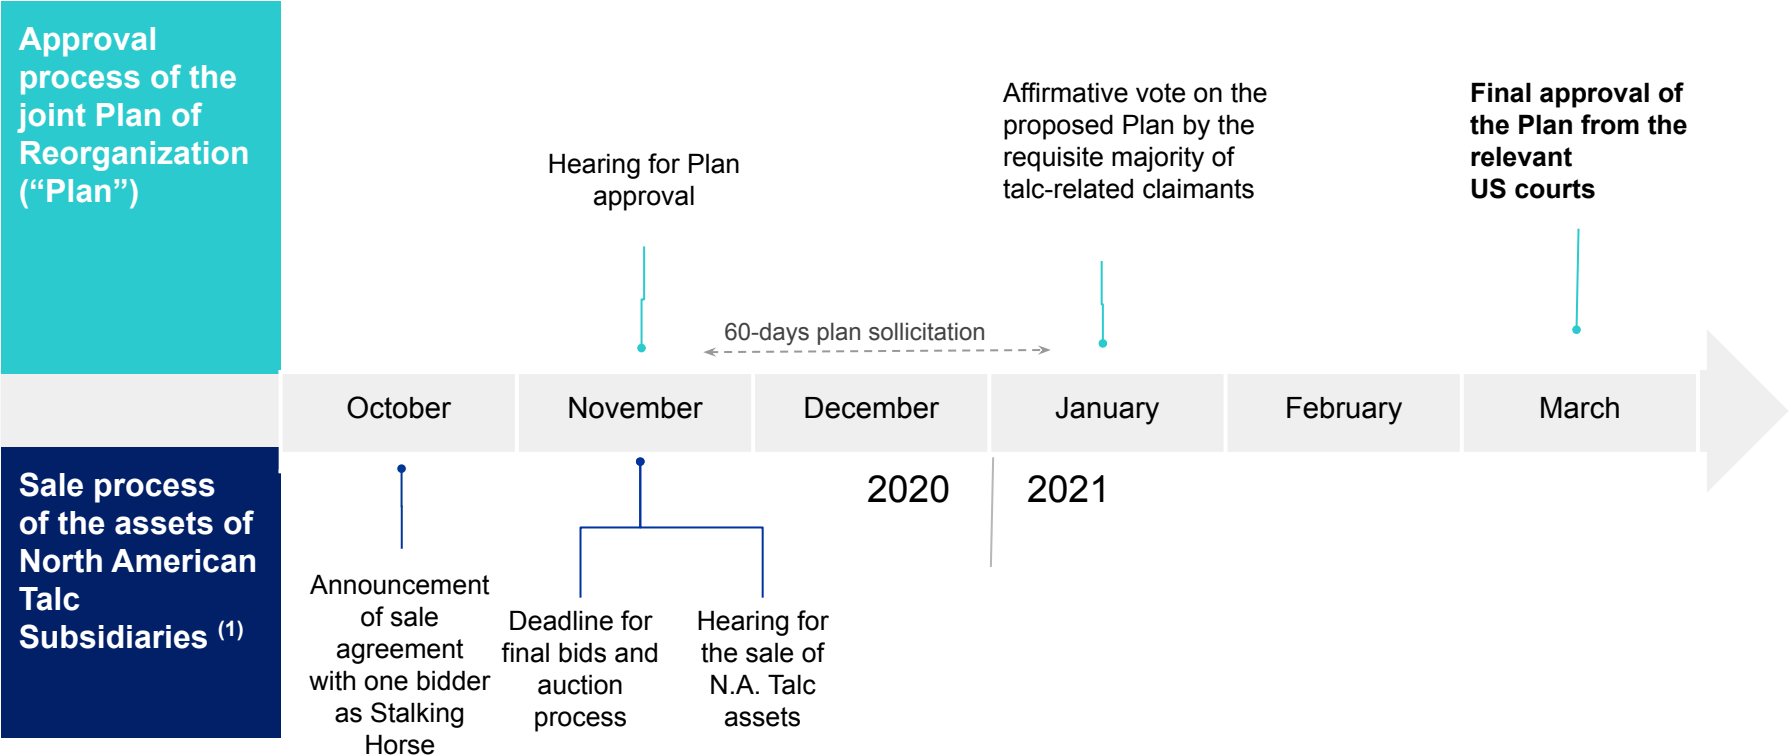 Approval
process of the
joint Plan of
Reorganization
(“Plan”)
Hearing for Plan
approval
Affirmative vote on the
proposed Plan by the
requisite majority of
talc-related claimants
Final approval of
the Plan from the
relevant
US courts
60-days plan sollicitation
October
November
December
January
February
March
2020
2021
Sale process
of the assets of
North American
Talc
Subsidiaries (1)
Announcement
of sale
agreement
with one bidder
as Stalking
Horse
Deadline for
final bids and
auction
process
Hearing for
the sale of
N.A. Talc
assets